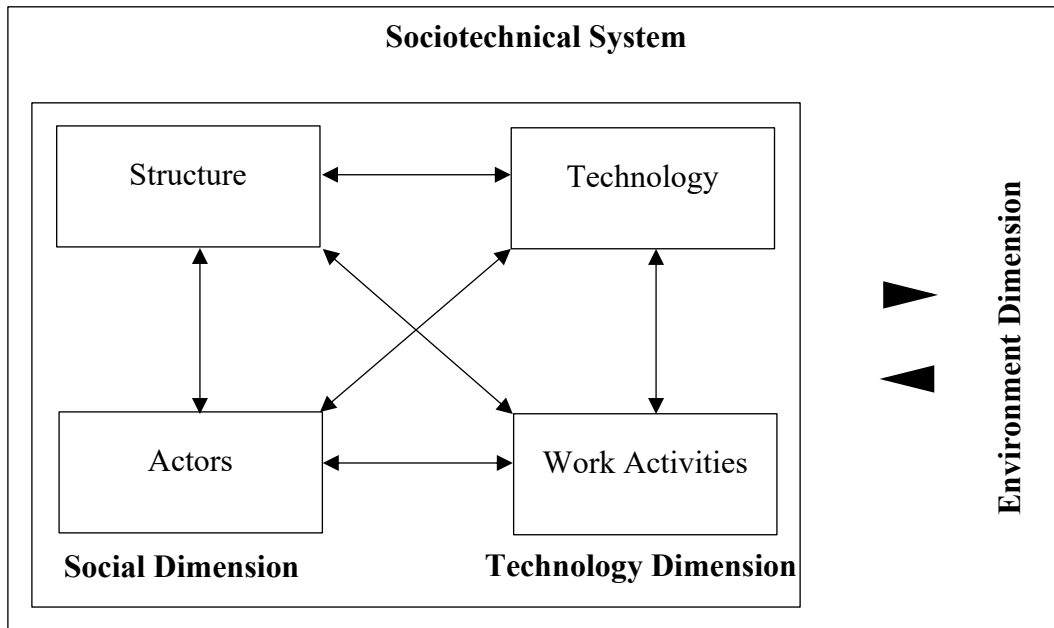 Sociotechnical System
Structure
Technology
Actors
Work Activities
Social Dimension
Technology Dimension
Environment Dimension